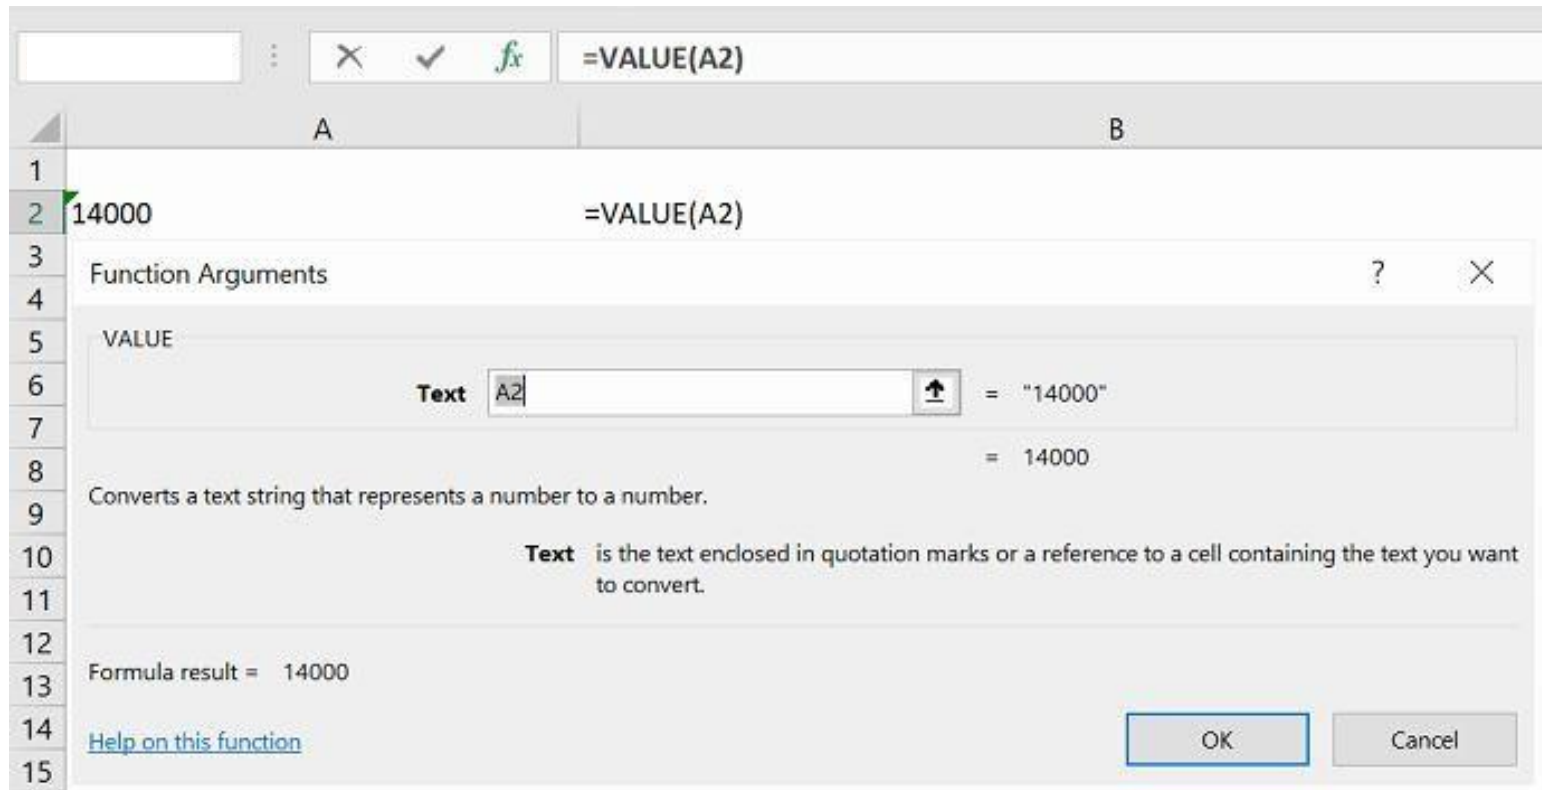 fx =VALUE(A2)
A B
1
2 14000 =VALUE(A2)
3
Function Arguments ?
4
5 VALUE
6 Text A2 = "14000"
7
= 14000
8
Converts a text string that represents a number to a number.
9
10 Text is the text enclosed in quotation marks or a reference to a cell containing the text you want
to convert.
11
12
Formula result = 14000
13
14 Help on this function OK Cancel
15